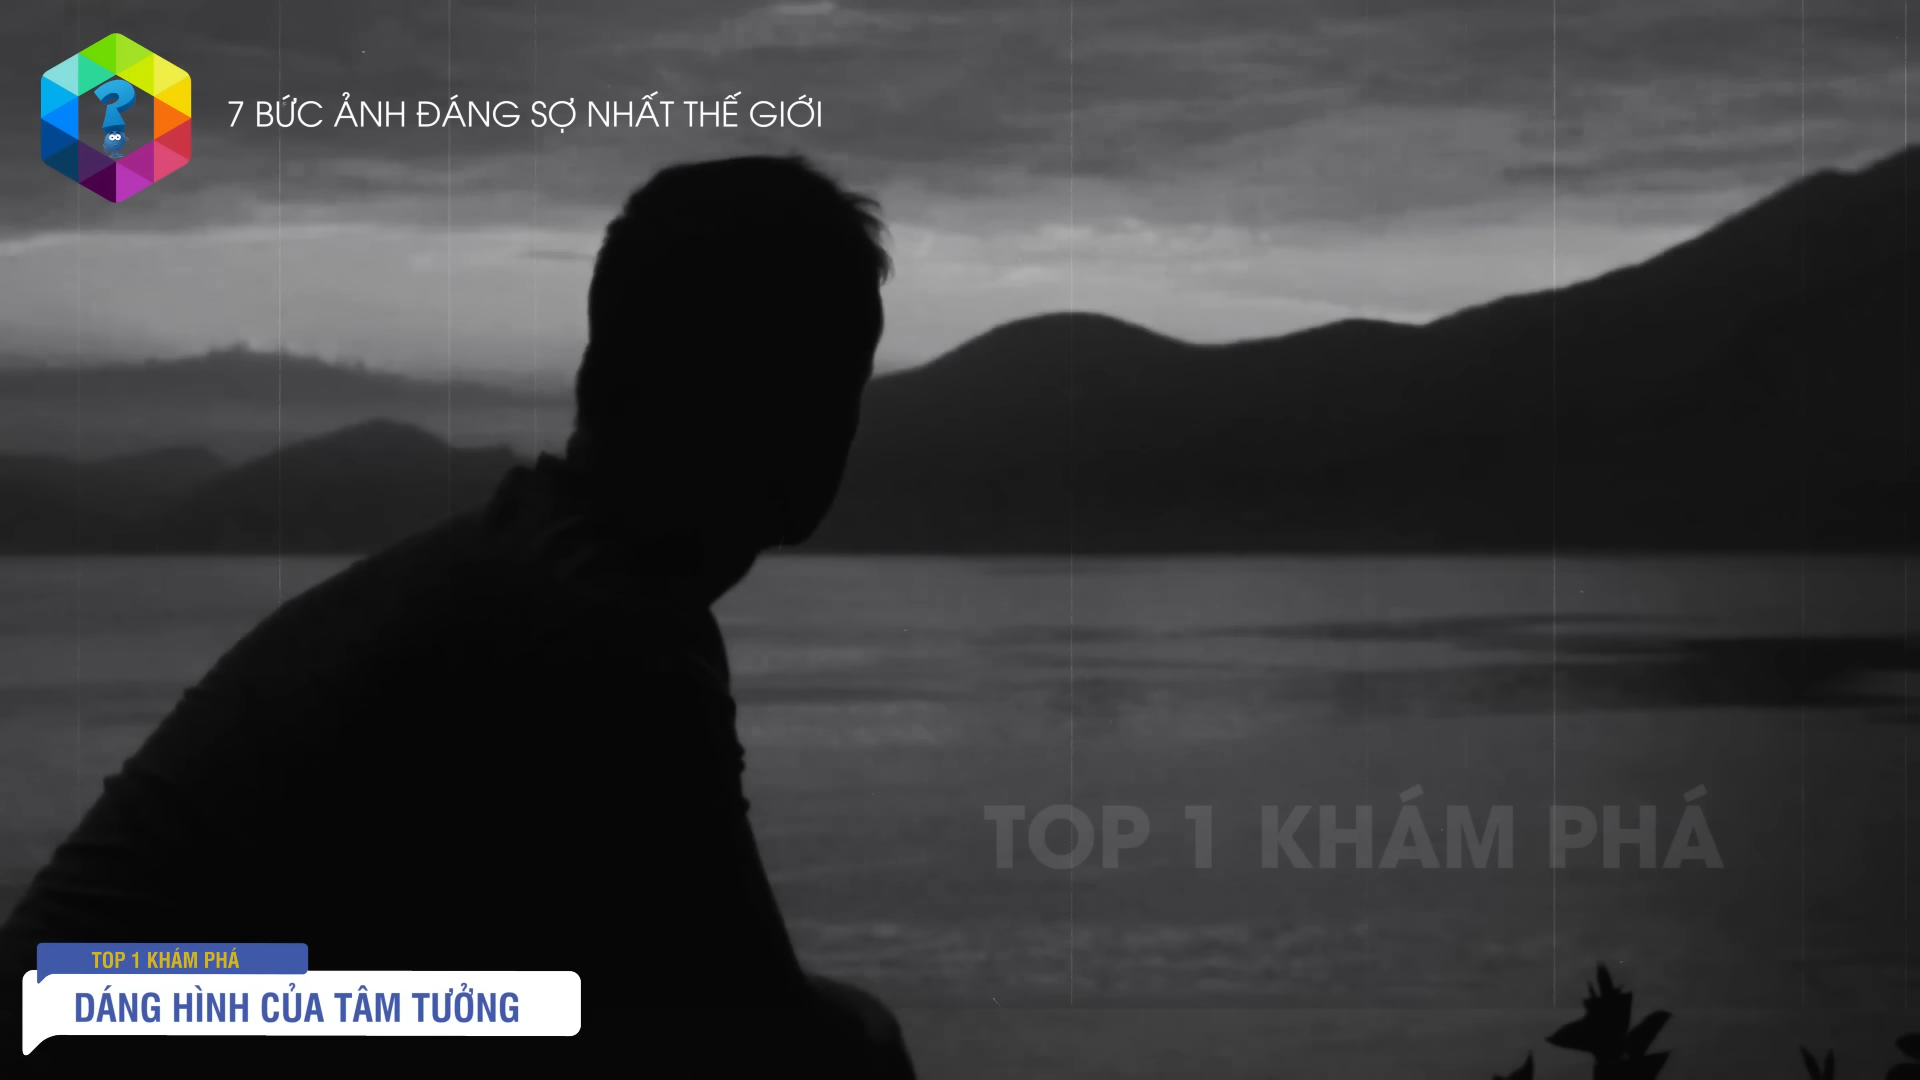 7 BỨC ẢNH ĐÁNG SỢ NHẤT THẾ GIỚI
TOP 1 KHÁM PHÁ
TOP 1 KHÁM PHÁ
DÁNG HÌNH CỦA TÂM TƯỞNG